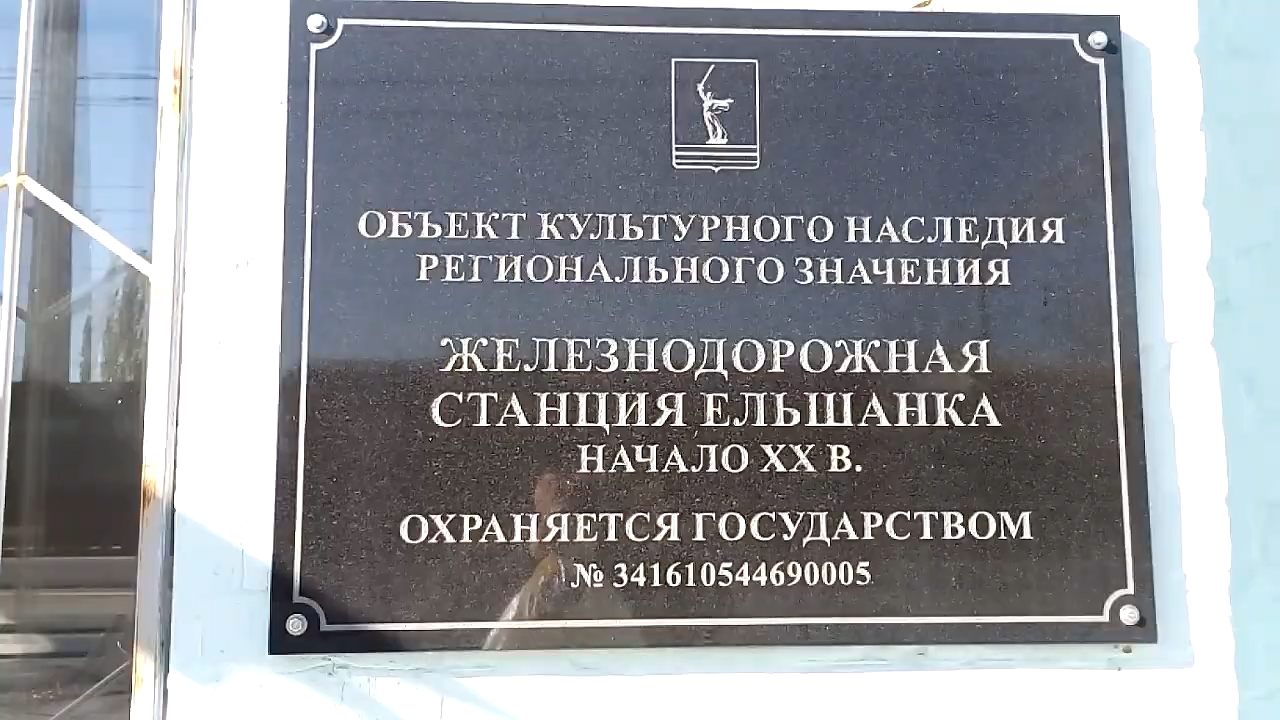 ОБЪЕКТ КУЛЬТУРНОГО НАСЛЕДИЯ
РЕГИОНАЛЬНОГО ЗНАЧЕНИЯ
ЖЕЛЕЗНОДОРОЖНАЯ
СТАНЦИЯ ЕЛЬШАНКА
НАЧАЛО XX В.
ОХРАНЯЕТСЯ ГОСУДАРСТВОМ
№ 341610544690005